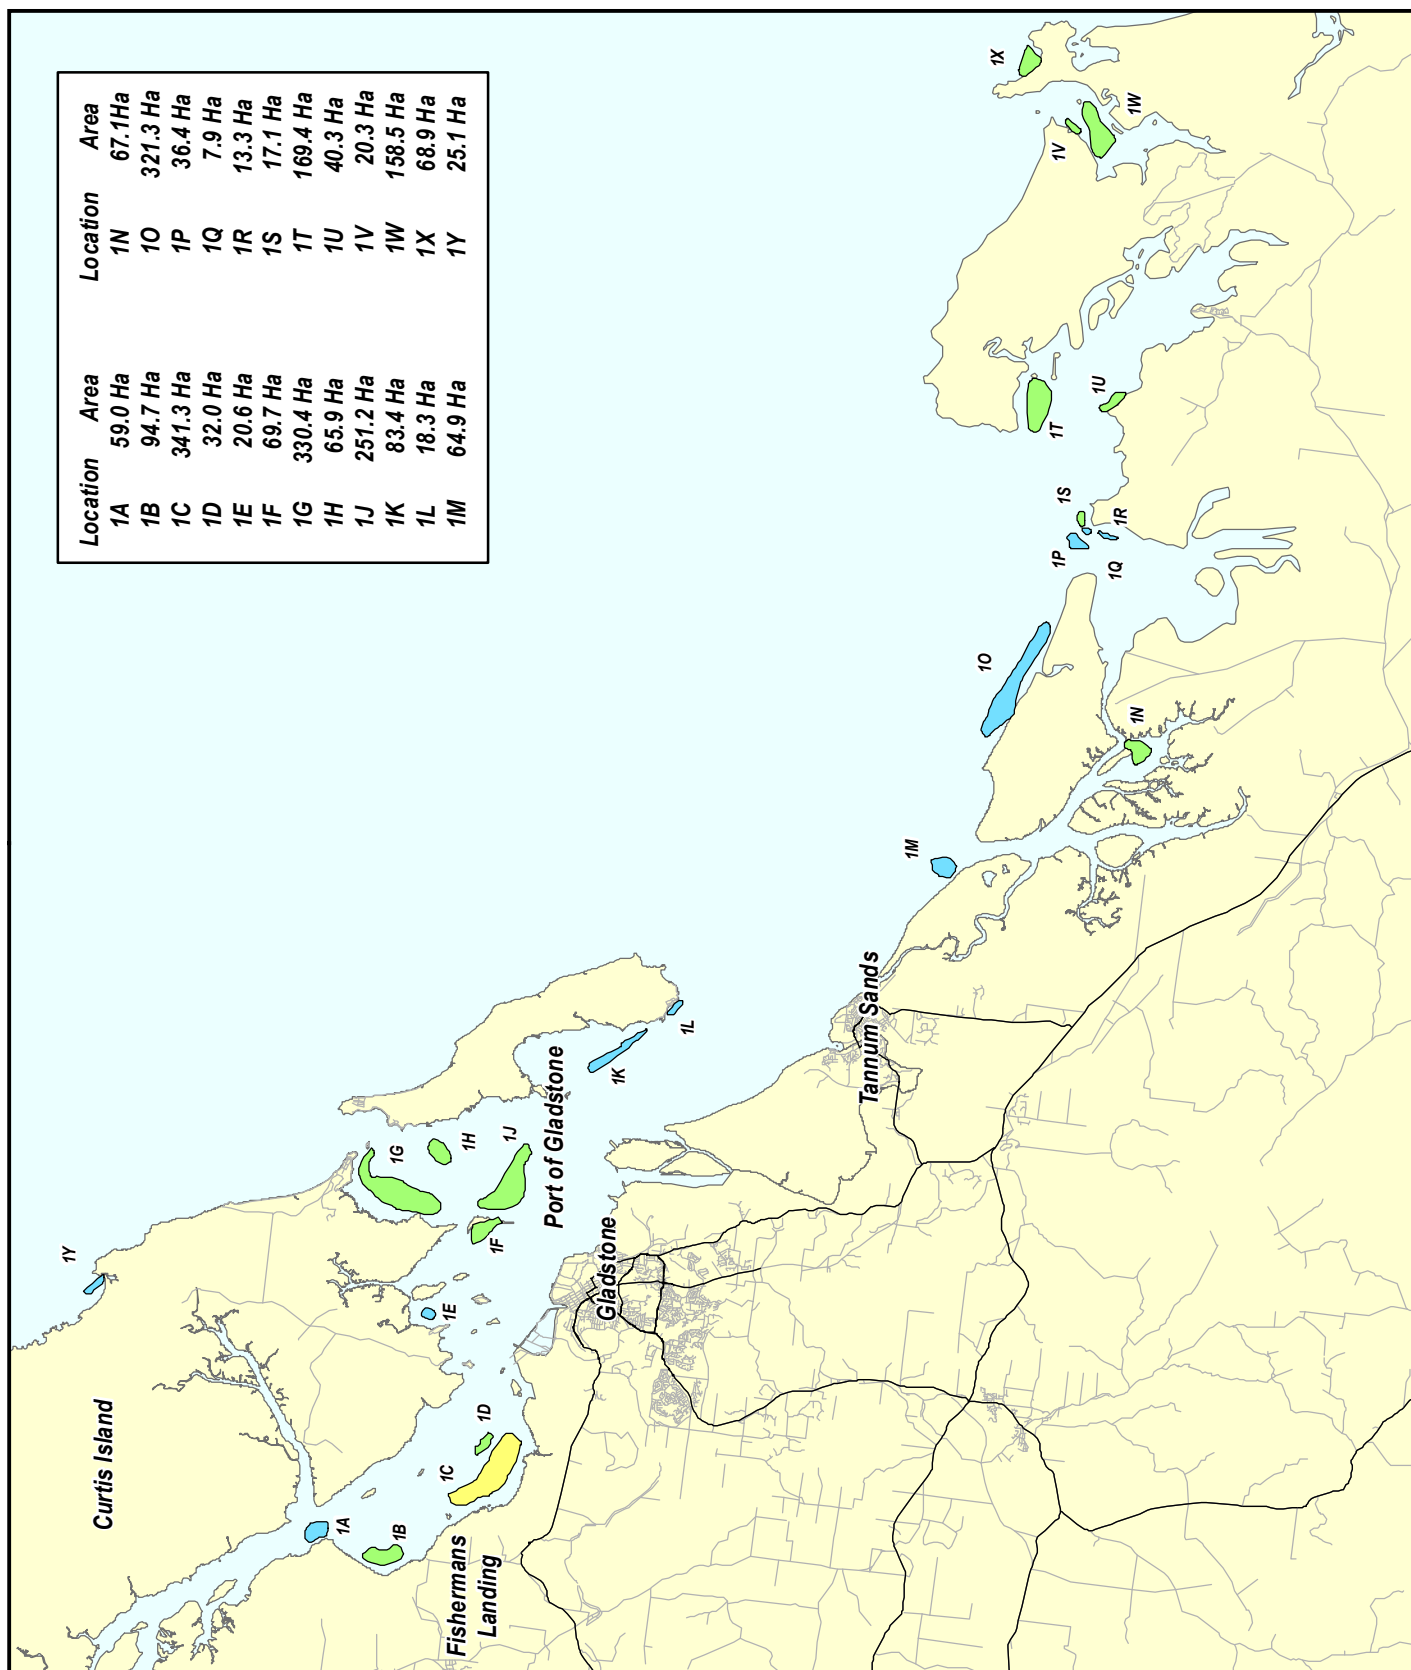 Location Area Location Area
1A 59.0 Ha 1N 67.1Ha
1B 94.7 Ha 1O 321.3 Ha
1C 341.3 Ha 1P 36.4 Ha
1D 32.0 Ha 1Q 7.9 Ha
1E 20.6 Ha 1R 13.3 Ha
1F 69.7 Ha 1S 17.1 Ha
1G 330.4 Ha 1T 169.4 Ha
1H 65.9 Ha 1U 40.3 Ha
1J 251.2 Ha 1V 20.3 Ha
1K 83.4 Ha 1W 158.5 Ha
1L 18.3 Ha 1X 68.9 Ha
1M 64.9 Ha 1Y 25.1 Ha
Curtis Island
1Y
1A
1B
1C
1D
1E
Fishermans
Landing
1F
1G
1H
1J
Port of Gladstone
Gladstone
1K
1L
Tannum Sands
1M
1N
1O
1P
1Q
1R
1S
1T
1U
1V
1W
1X